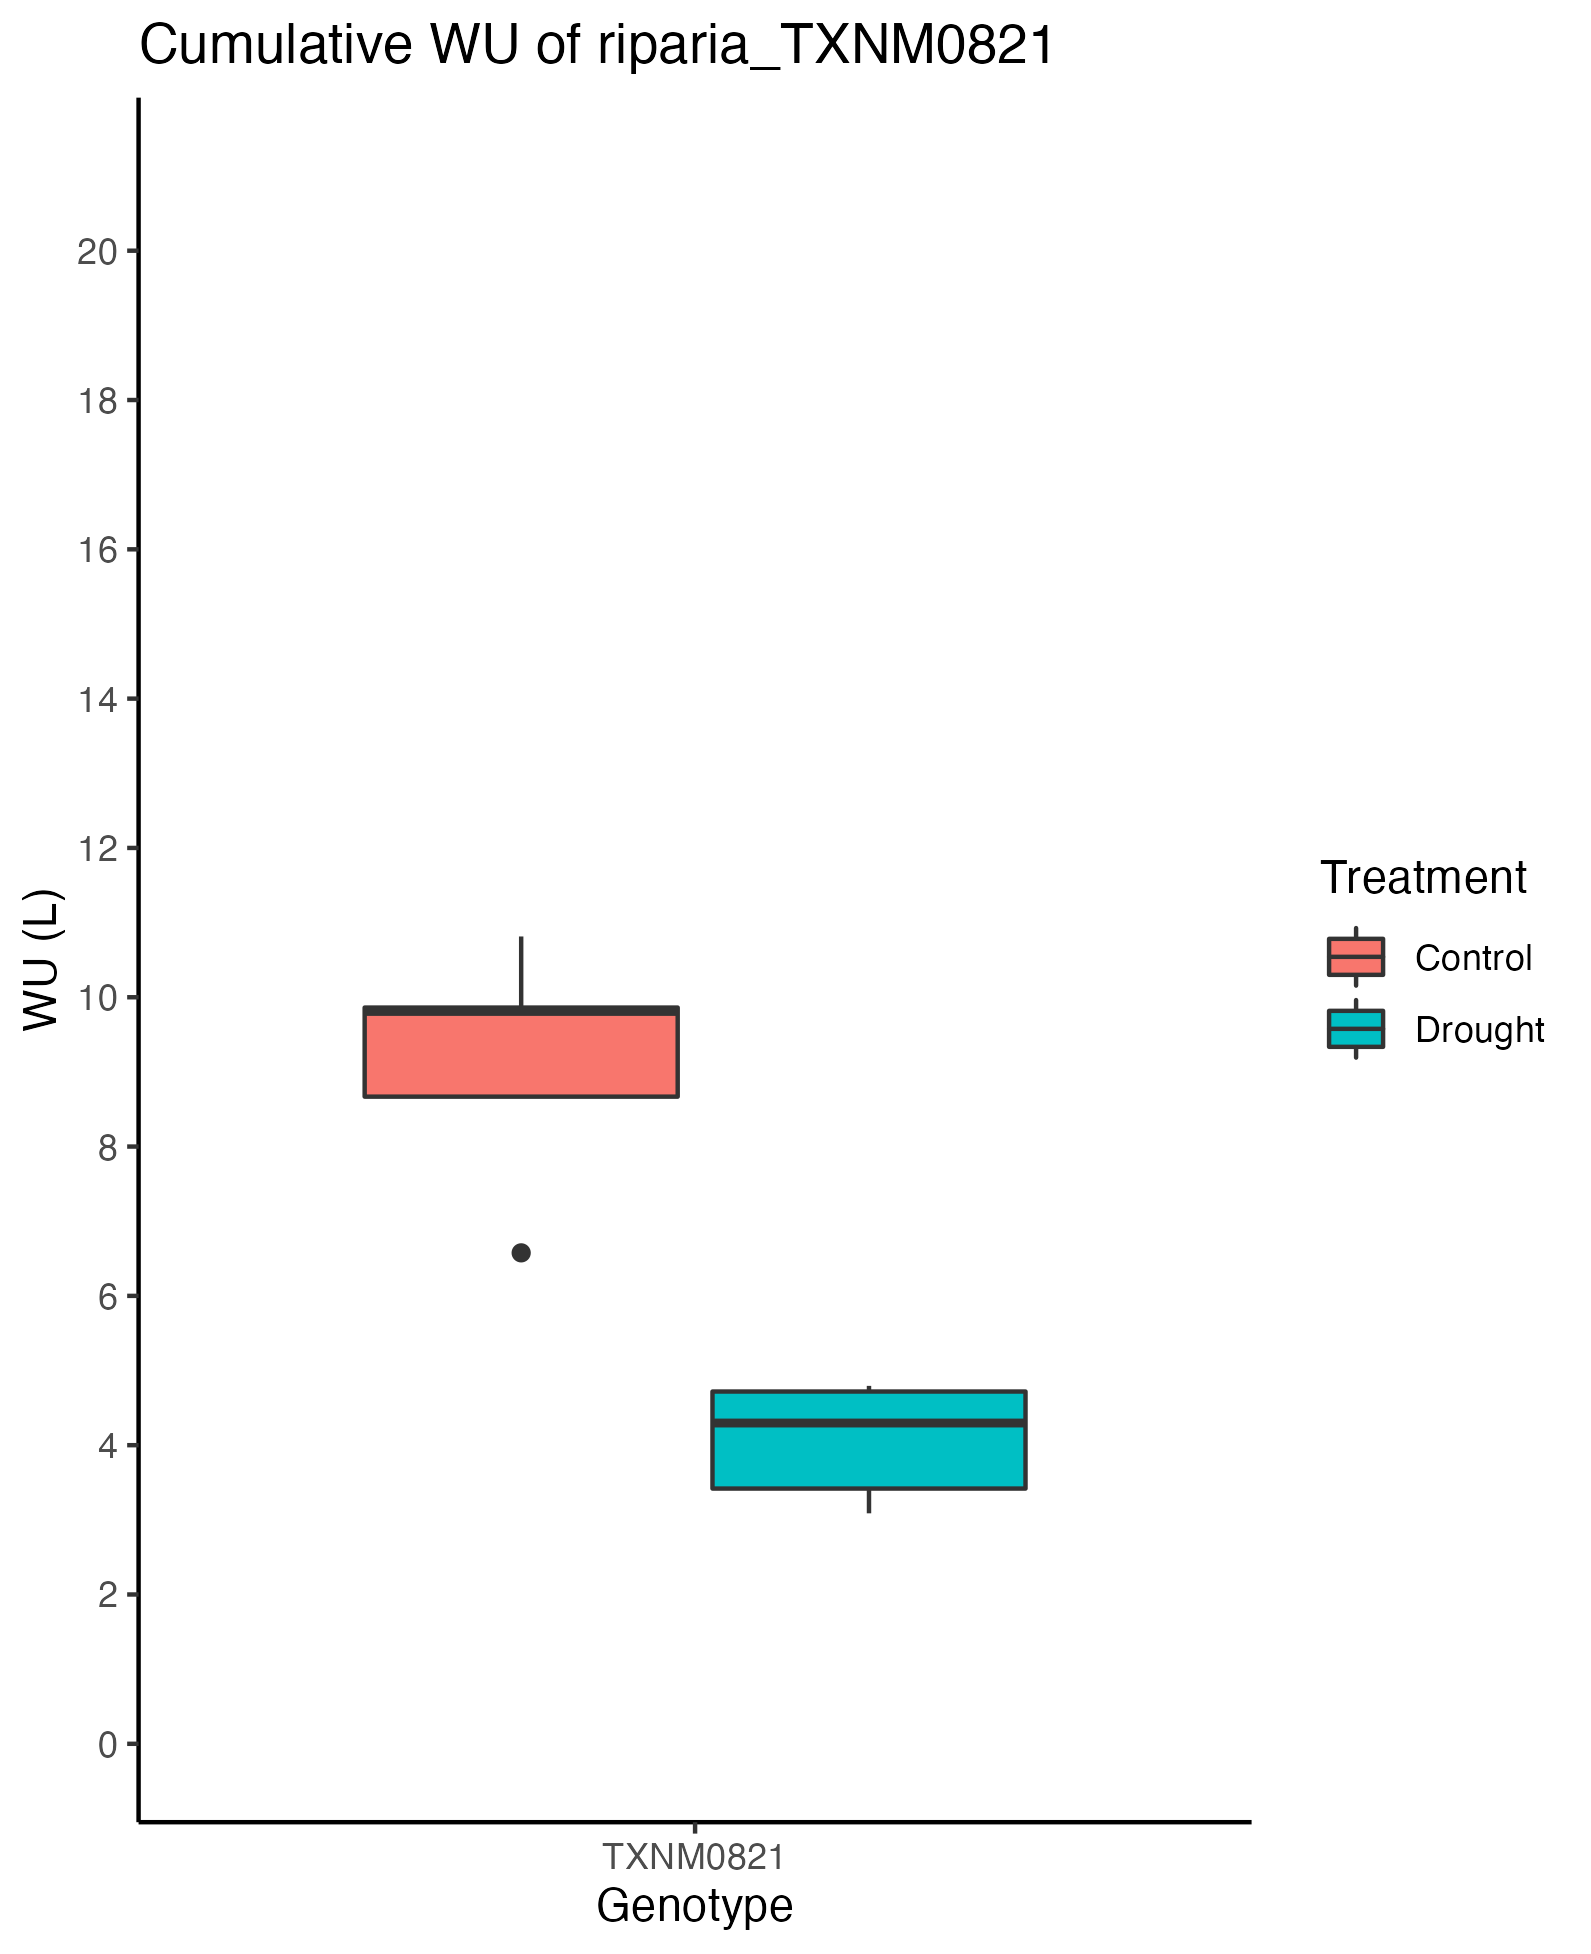 Cumulative WU of riparia_TXNM0821
WU (L)
20
18
16
14
12
10
8
6
4
2
0
TXNM0821
Genotype
Treatment
Control
Drought